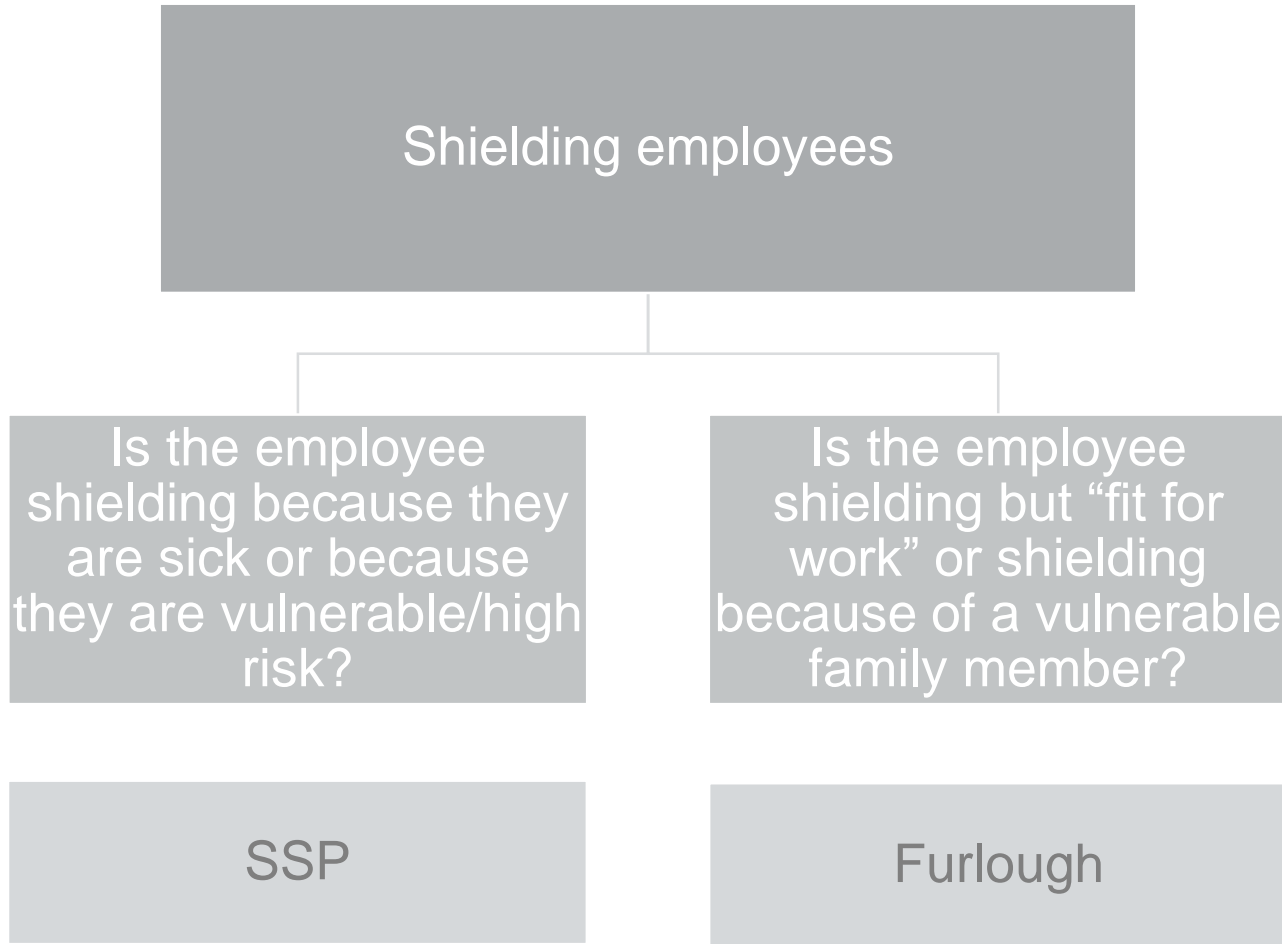 Shielding employees
Is the employee
shielding because they
are sick or because
they are vulnerable/high
risk?
Is the employee
shielding but “fit for
work” or shielding
because of a vulnerable
family member?
SSP
Furlough